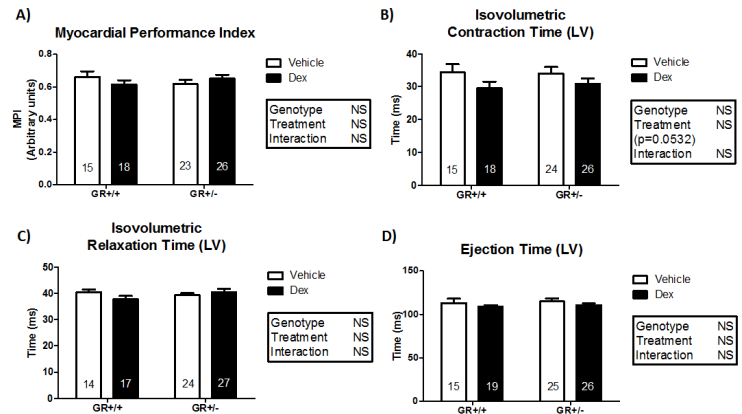 A)
Myocardial Performance Index
0.8
0.6
0.4
0.2
0.0
MPI
(Arbitrary units)
15 18 23 26
GR+/+ GR+/-
Vehicle
Dex
Genotype NS
Treatment NS
Interaction NS
B)
Isovolumetric
Contraction Time (LV)
40
30
20
10
0
Time (ms)
15 18 24 26
GR+/+ GR+/-
Vehicle
Dex
Genotype NS
Treatment NS
(p=0.0532)
Interaction NS
C)
Isovolumetric
Relaxation Time (LV)
50
40
30
20
10
0
Time (ms)
14 17 24 27
GR+/+ GR+/-
Vehicle
Dex
Genotype NS
Treatment NS
Interaction NS
D)
Ejection Time (LV)
150
100
50
0
Time (ms)
15 19 25 26
GR+/+ GR+/-
Vehicle
Dex
Genotype NS
Treatment NS
Interaction NS